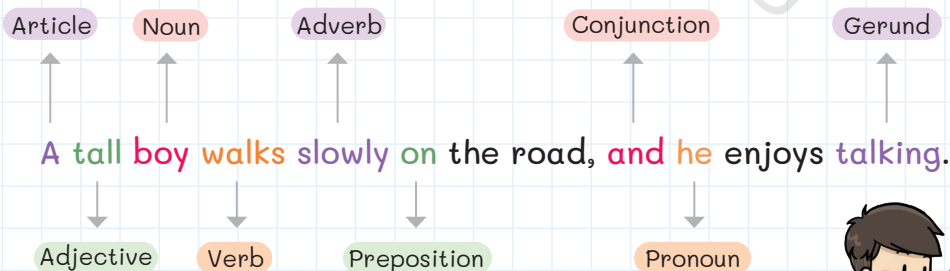 Article Noun Adverb Conjunction Gerund
A tall boy walks slowly on the road, and he enjoys talking.
Adjective Verb Preposition Pronoun